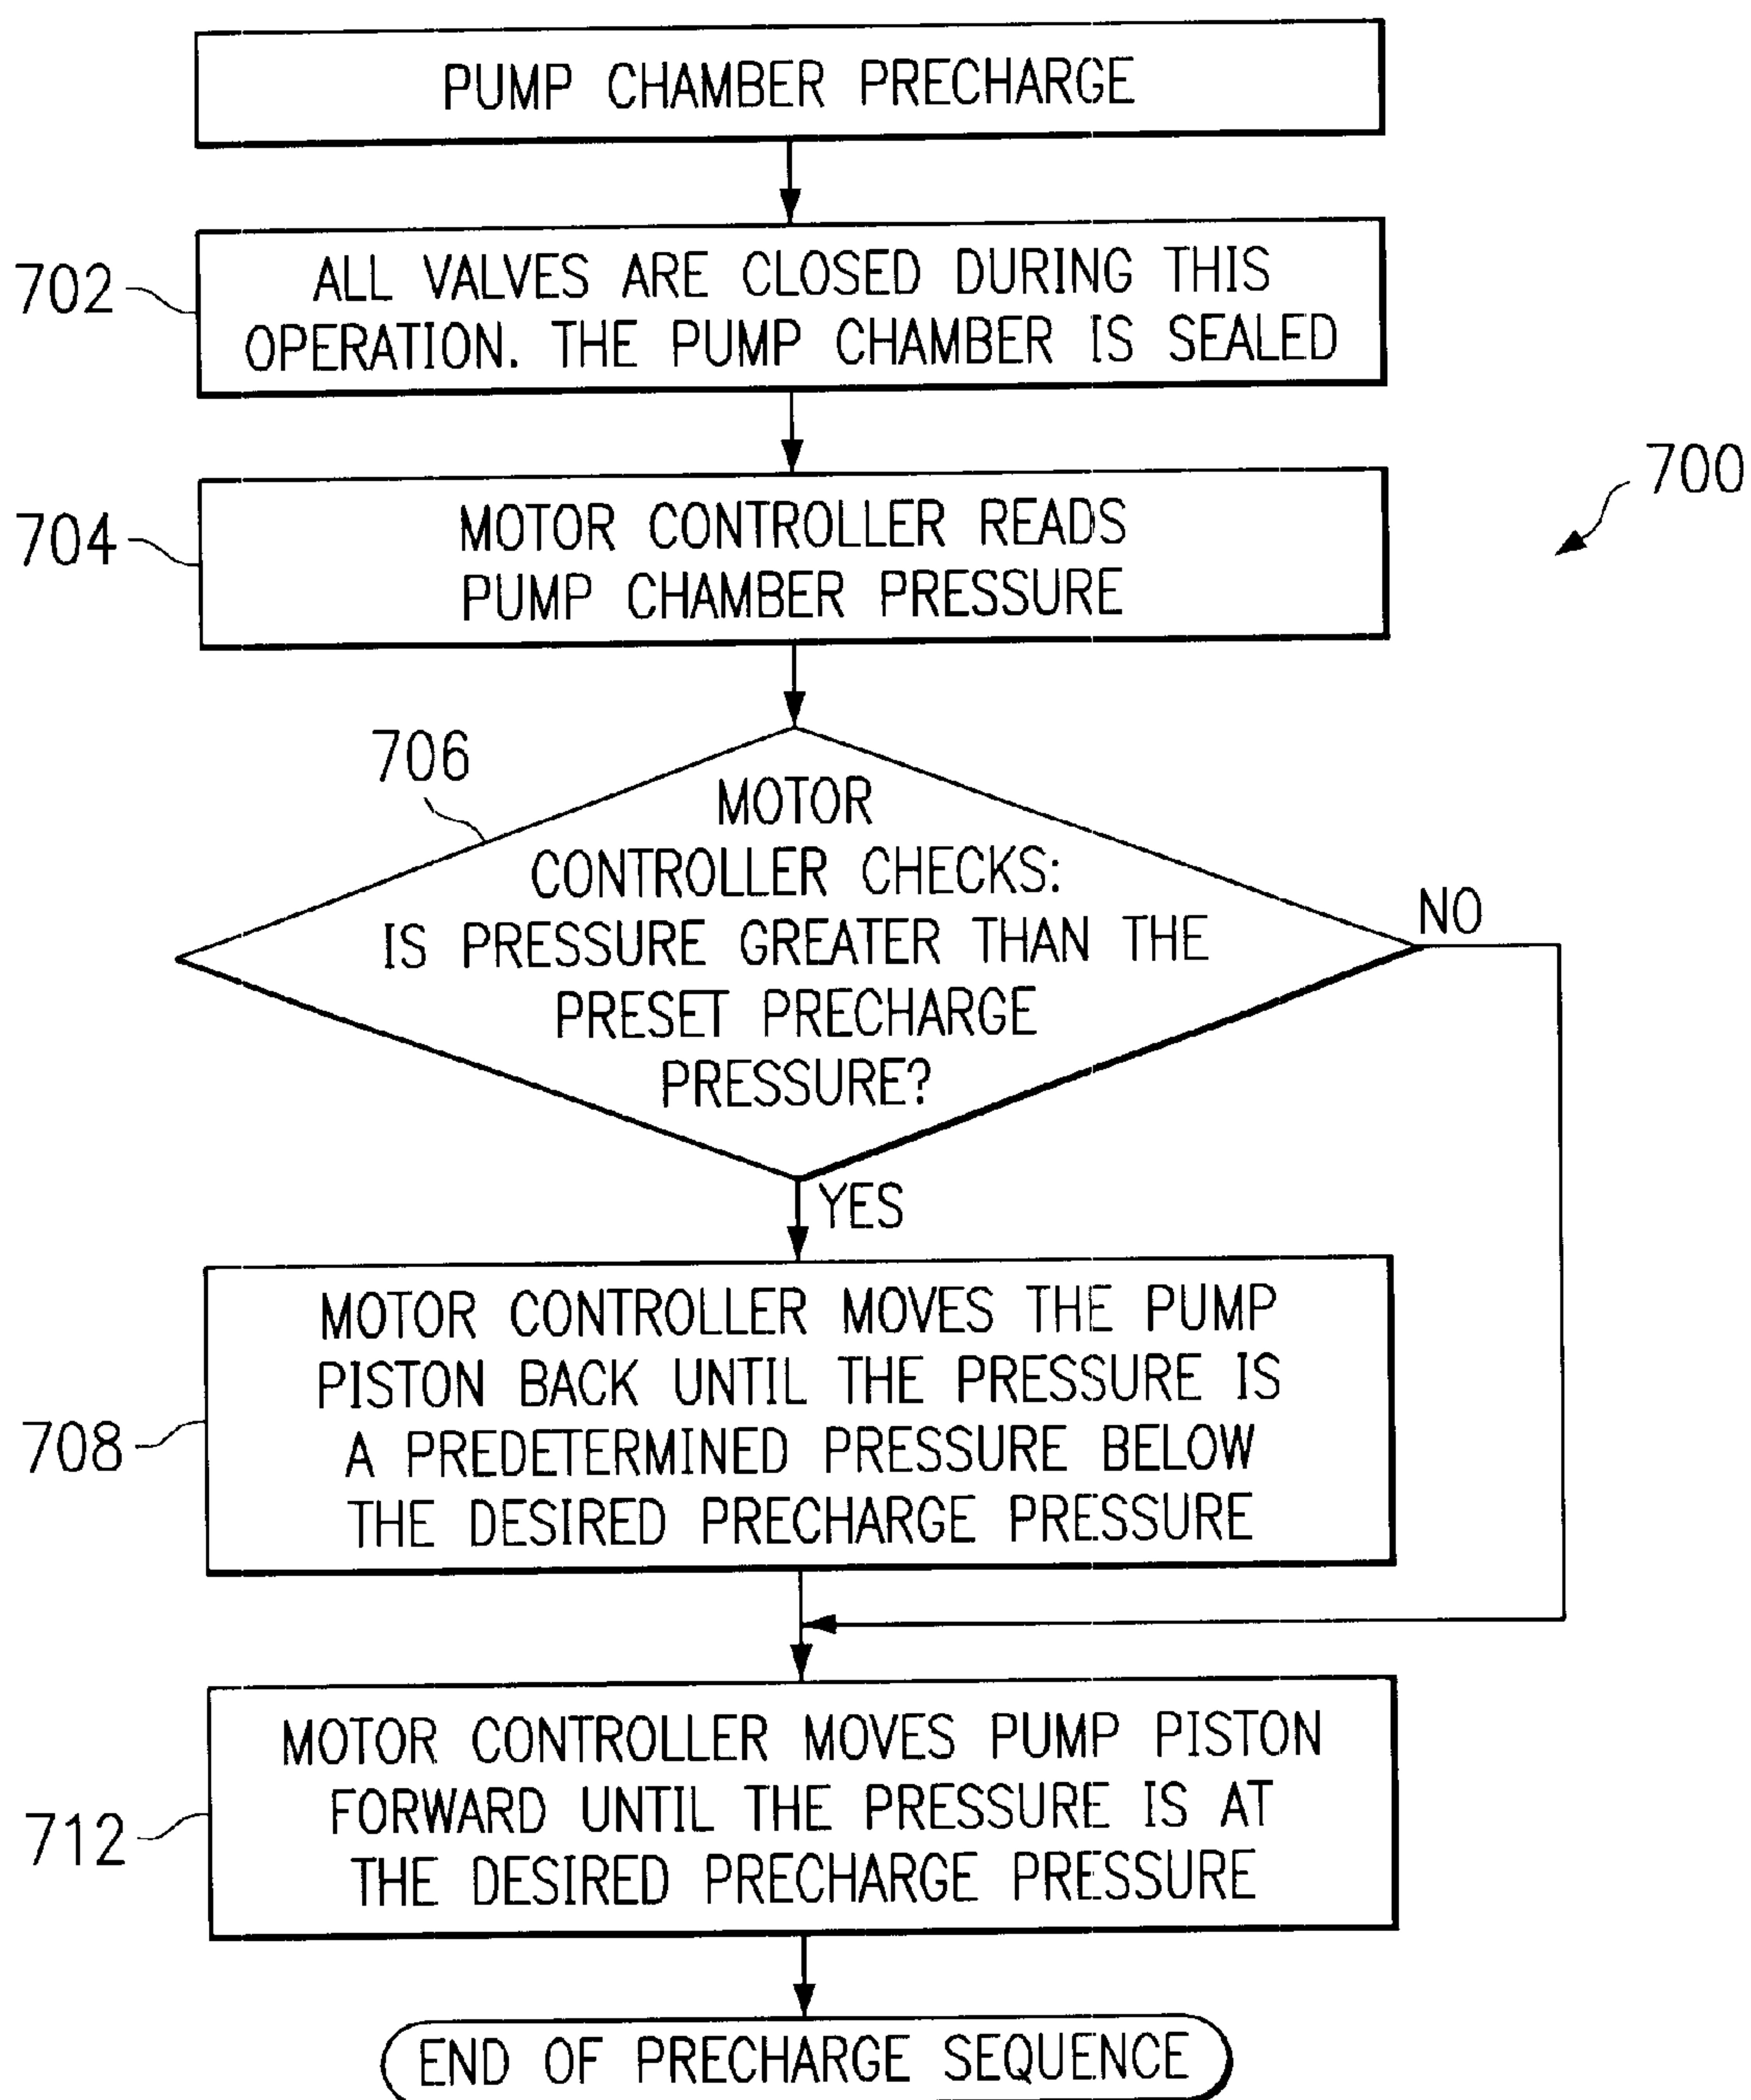 PUMP CHAMBER PRECHARGE
702
ALL VALVES ARE CLOSED DURING THIS
OPERATION. THE PUMP CHAMBER IS SEALED
700
704
MOTOR CONTROLLER READS
PUMP CHAMBER PRESSURE
706
MOTOR
CONTROLLER CHECKS:
IS PRESSURE GREATER THAN THE
PRESET PRECHARGE
PRESSURE?
NO
YES
708
MOTOR CONTROLLER MOVES THE PUMP
PISTON BACK UNTIL THE PRESSURE IS
A PREDETERMINED PRESSURE BELOW
THE DESIRED PRECHARGE PRESSURE
712
MOTOR CONTROLLER MOVES PUMP PISTON
FORWARD UNTIL THE PRESSURE IS AT
THE DESIRED PRECHARGE PRESSURE
END OF PRECHARGE SEQUENCE